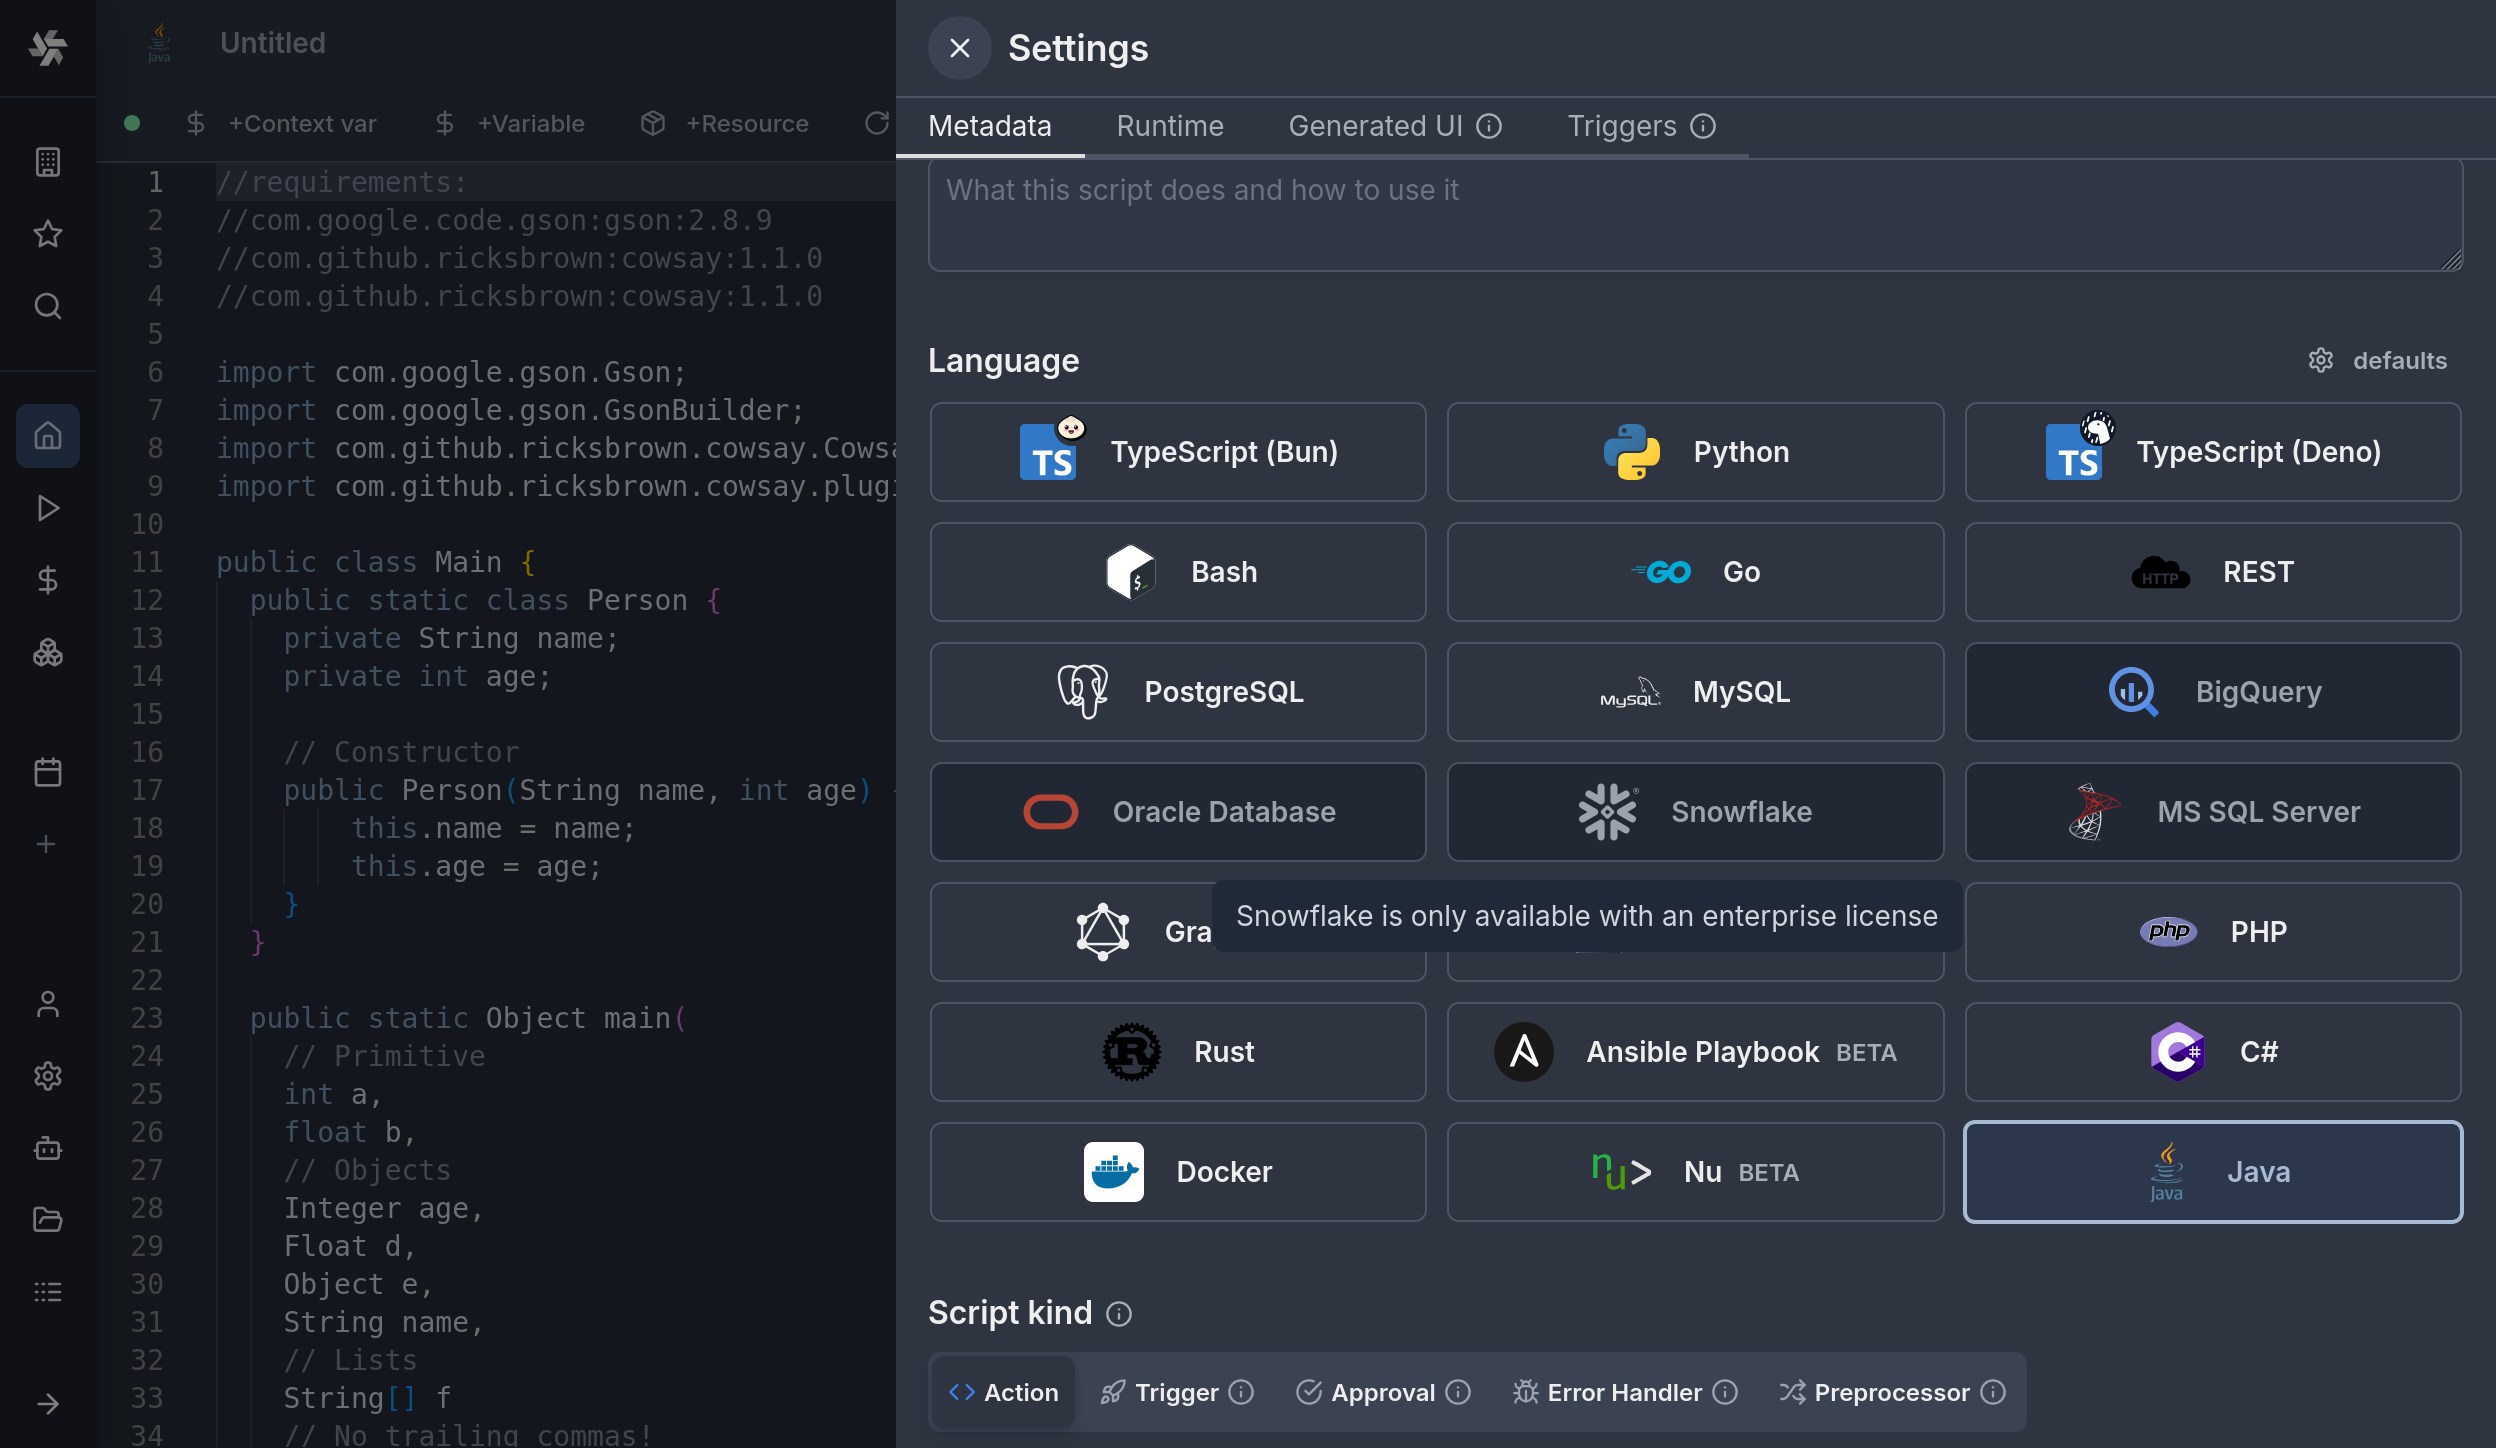 Untitled
Settings
+Context var
+Variable
+Resource
Metadata
Runtime
Generated UI
Triggers
What this script does and how to use it
Language
defaults
TypeScript (Bun)
Python
TypeScript (Deno)
Bash
Go
REST
PostgreSQL
MySQL
BigQuery
Oracle Database
Snowflake
MS SQL Server
Gra
Snowflake is only available with an enterprise license
PHP
Rust
Ansible Playbook BETA
C#
Docker
Nu BETA
Java
Script kind
Action
Trigger
Approval
Error Handler
Preprocessor
1 //requirements:
2 //com.google.code.gson:gson:2.8.9
3 //com.github.ricksbrown:cowsay:1.1.0
4 //com.github.ricksbrown:cowsay:1.1.0
5
6 import com.google.gson.Gson;
7 import com.google.gson.GsonBuilder;
8 import com.github.ricksbrown.cowsay.Cowsa
9 import com.github.ricksbrown.cowsay.plugi
10
11 public class Main {
12 public static class Person {
13 private String name;
14 private int age;
15
16 // Constructor
17 public Person(String name, int age) {
18 this.name = name;
19 this.age = age;
20 }
21 }
22
23 public static Object main(
24 // Primitive
25 int a,
26 float b,
27 // Objects
28 Integer age,
29 Float d,
30 Object e,
31 String name,
32 // Lists
33 String[] f
34 // No trailing commas!